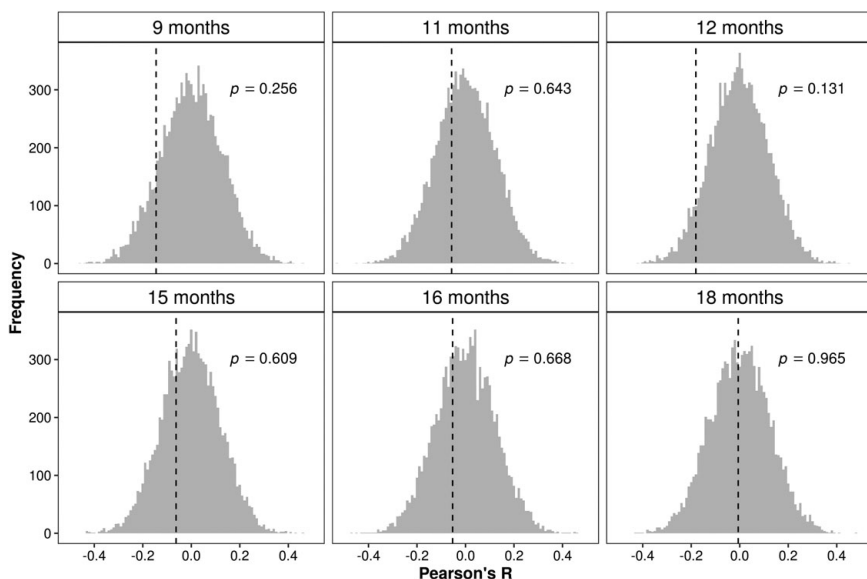 9 months
11 months
12 months
p = 0.256
p = 0.643
p = 0.131
300
200
100
0
15 months
16 months
18 months
p = 0.609
p = 0.668
p = 0.965
300
200
100
0
Frequency
-0.4 -0.2 0.0 0.2 0.4
-0.4 -0.2 0.0 0.2 0.4
-0.4 -0.2 0.0 0.2 0.4
Pearson's R